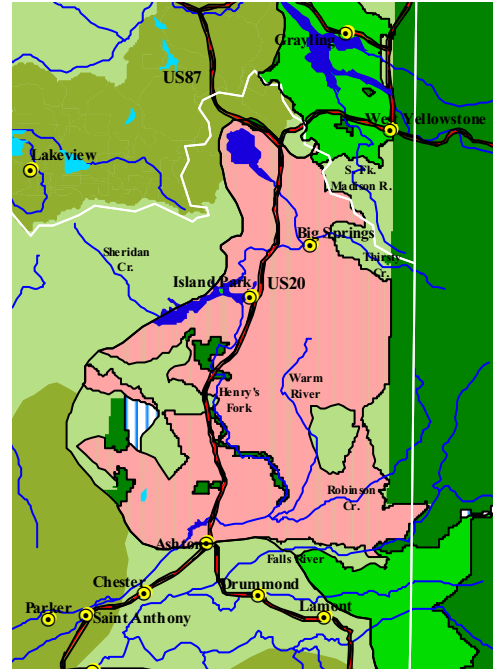 Grayling
US87
West Yellowstone
Lakeview
S. Fk.
Madison R.
Big Springs
Sheridan
Cr.
Thirsty
Cr.
Island Park
US20
Henry's
Fork
Warm
River
Robinson
Cr.
Ashton
Falls River
Chester
Drummond
Parker
Saint Anthony
Lamont